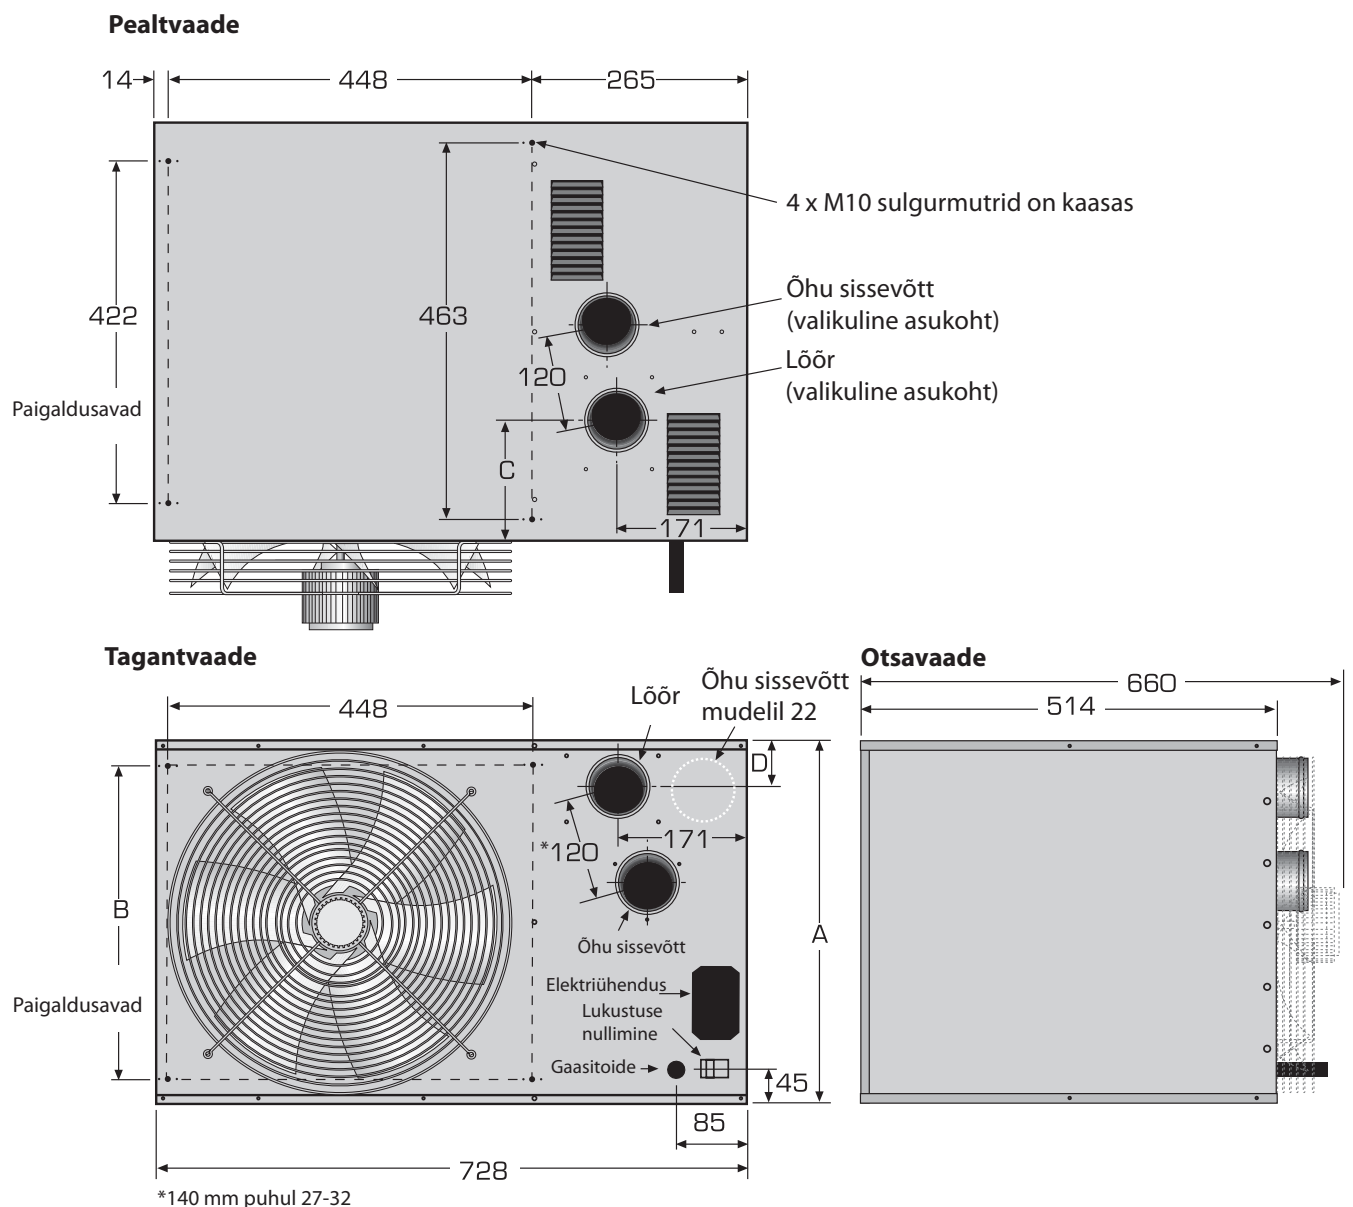 Pealtvaade
14
448
265
4 x M10 sulgurmutrid on kaasas
Õhu sissevõtt
(valikuline asukoht)
422
463
Lõõr
(valikuline asukoht)
120
Paigaldusavad
C
171
Tagantvaade
Otsavaade
660
514
448
Lõõr
Õhu sissevõtt
mudelil 22
D
*120
171
B
A
Õhu sissevõtt
Elektriühendus
Lukustuse
nullimine
Paigaldusavad
Gaasitoide
45
85
728
*140 mm puhul 27-32